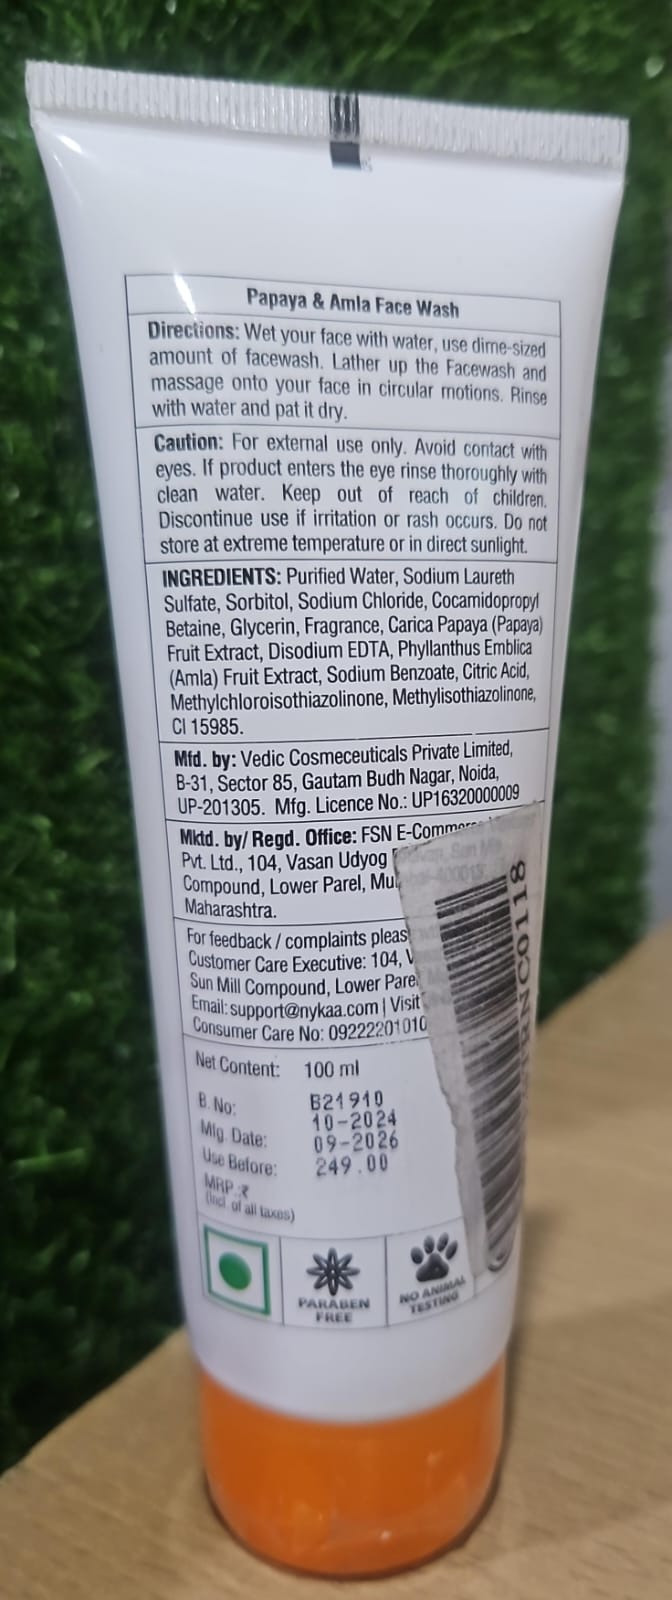 Papaya & Amla Face Wash
Directions: Wet your face with water, use dime-sized
amount of facewash. Lather up the Facewash and
massage onto your face in circular motions. Rinse
with water and pat it dry.
Caution: For external use only. Avoid contact with
eyes. If product enters the eye rinse thoroughly with
clean water. Keep out of reach of children.
Discontinue use if irritation or rash occurs. Do not
store at extreme temperature or in direct sunlight.
INGREDIENTS: Purified Water, Sodium Laureth
Sulfate, Sorbitol, Sodium Chloride, Cocamidopropyl
Betaine, Glycerin, Fragrance, Carica Papaya (Papaya)
Fruit Extract, Disodium EDTA, Phyllanthus Emblica
(Amla) Fruit Extract, Sodium Benzoate, Citric Acid,
Methylchloroisothiazolinone, Methylisothiazolinone,
CI 15985.
Mfd. by: Vedic Cosmeceuticals Private Limited,
B-31, Sector 85, Gautam Budh Nagar, Noida,
UP-201305. Mfg. Licence No.: UP16320000009
Mktd. by/ Regd. Office: FSN
Pvt. Ltd., 104, Vasan Udyog
Compound, Lower Parel,
Maharashtra.
For feedback / complaints
Customer Care Executive: 104,
Sun Mill Compound, Lower
Email: support@nykaa.com | Visit
Consumer Care No: 09222201010
Net Content: 100 ml
B. No: B21910
Mfg. Date: 10-2024
Use Before: 09-2026
MRP ₹ 249.00
(Incl. of all taxes)
PARABEN
FREE
NO ANIMAL
TESTING